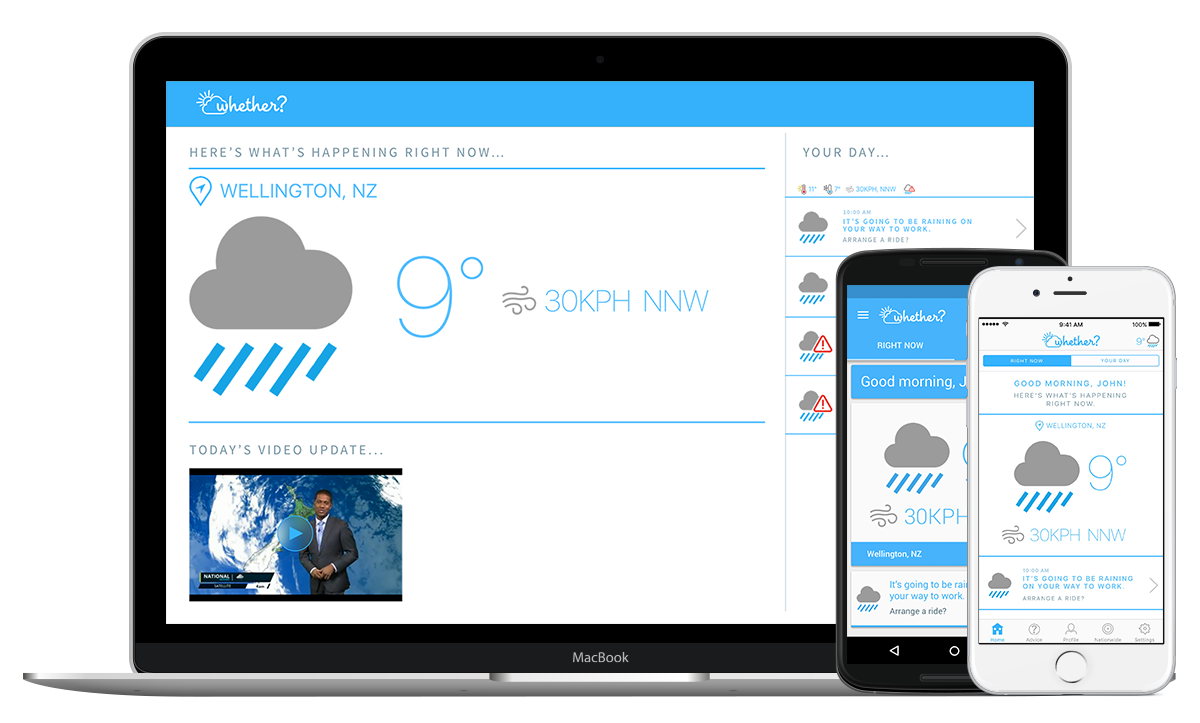 whether?
HERE'S WHAT'S HAPPENING RIGHT NOW...
WELLINGTON, NZ
9°
30KPH NNW
TODAY'S VIDEO UPDATE...
NATIONAL
SATELLITE
YOUR DAY...
11° 7° 30KPH, NNW
10:00 AM
IT'S GOING TO BE RAINING ON
YOUR WAY TO WORK.
ARRANGE A RIDE?
MacBook
whether?
RIGHT NOW
Good morning, J
30KPH
Wellington, NZ
It's going to be rai
your way to work.
Arrange a ride?
9:41 AM
100%
whether?
9°
RIGHT NOW
YOUR DAY
GOOD MORNING, JOHN!
HERE'S WHAT'S HAPPENING
RIGHT NOW.
WELLINGTON, NZ
9°
30KPH NNW
10:00 AM
IT'S GOING TO BE RAINING
ON YOUR WAY TO WORK.
ARRANGE A RIDE?
Home
Advice
Profile
Nationwide
Settings